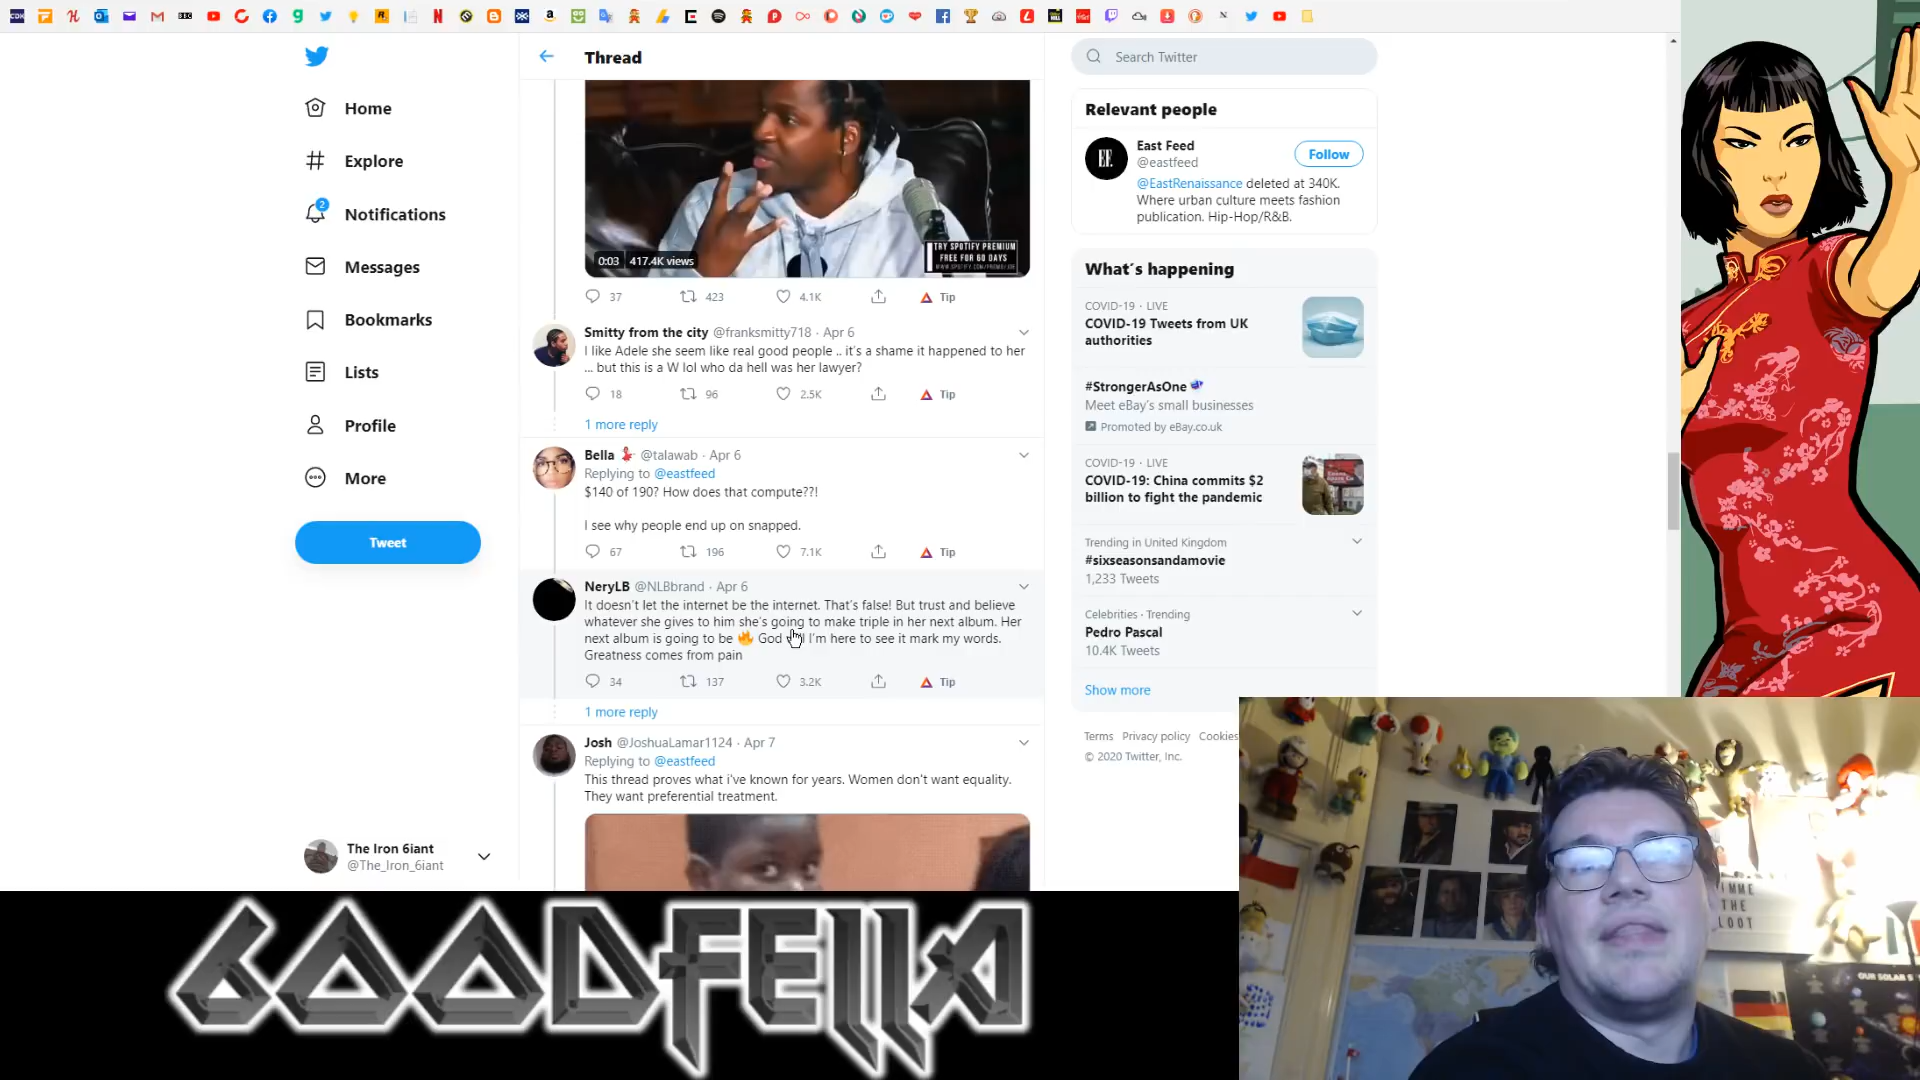 Home
Explore
2
Notifications
Messages
Bookmarks
Lists
Profile
More
Tweet
The Iron 6iant
@The_Iron_6iant
Thread
0:03 417.4K views
TRY SPOTIFY PREMIUM
FREE FOR 60 DAYS
37 423 4.1K Tip
Smitty from the city @franksmitty718 · Apr 6
I like Adele she seem like real good people .. it's a shame it happened to her
... but this is a W lol who da hell was her lawyer?
18 96 2.5K Tip
1 more reply
Bella @talawab · Apr 6
Replying to @eastfeed
$140 of 190? How does that compute??!
I see why people end up on snapped.
67 196 7.1K Tip
NeryLB @NLBbrand · Apr 6
It doesn't let the internet be the internet. That's false! But trust and believe
whatever she gives to him she's going to make triple in her next album. Her
next album is going to be 🔥 God I'm here to see it mark my words.
Greatness comes from pain
34 137 3.2K Tip
1 more reply
Josh @JoshuaLamar1124 · Apr 7
Replying to @eastfeed
This thread proves what i've known for years. Women don't want equality.
They want preferential treatment.
Search Twitter
Relevant people
EF.
East Feed
@eastfeed
Follow
@EastRenaissance deleted at 340K.
Where urban culture meets fashion
publication. Hip-Hop/R&B.
What's happening
COVID-19 · LIVE
COVID-19 Tweets from UK
authorities
#StrongerAsOne
Meet eBay's small businesses
Promoted by eBay.co.uk
COVID-19 · LIVE
COVID-19: China commits $2
billion to fight the pandemic
Trending in United Kingdom
#sixseasonsandamovie
1,233 Tweets
Celebrities · Trending
Pedro Pascal
10.4K Tweets
Show more
Terms Privacy policy Cookies
© 2020 Twitter, Inc.
6OODFELLA
IMME
THE
LOOT
OUR SOLAR S